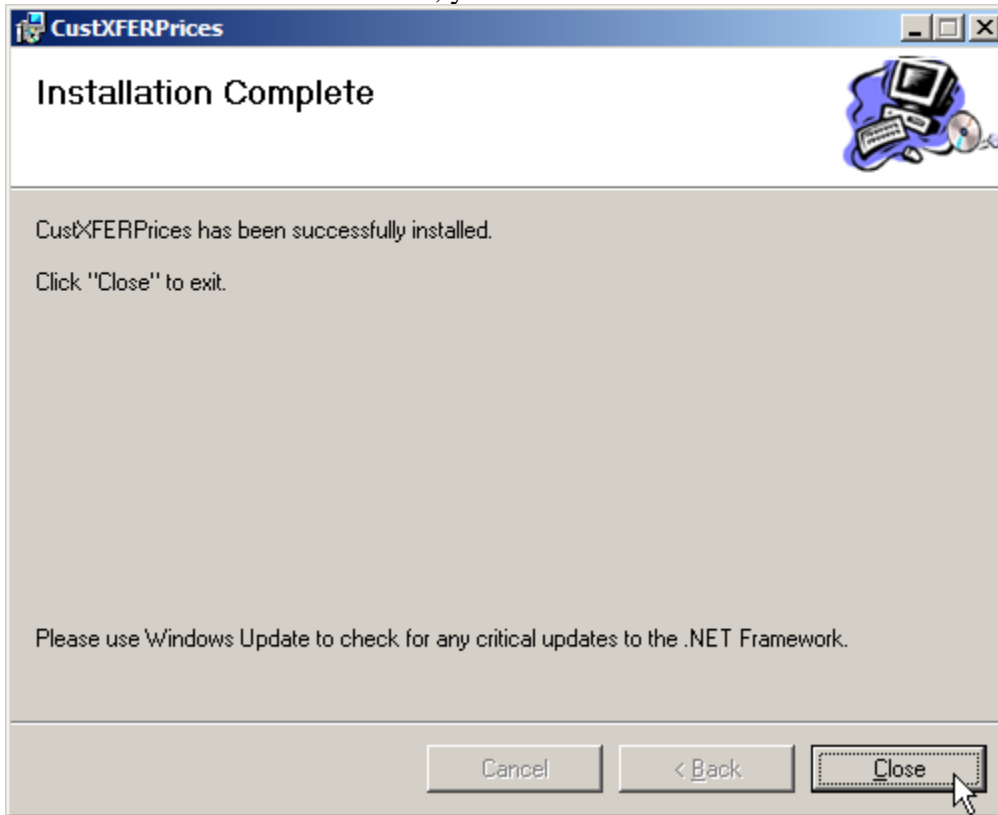 CustXFERPrices
Installation Complete
CustXFERPrices has been successfully installed.
Click "Close" to exit.
Please use Windows Update to check for any critical updates to the .NET Framework.
Cancel
< Back
Close